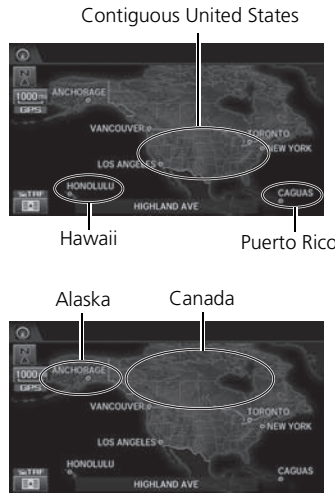 Contiguous United States
N
1000 m
GPS
ANCHORAGE
VANCOUVER
TORONTO
NEW YORK
LOS ANGELES
HONOLULU
CAGUAS
HIGHLAND AVE
Hawaii
Puerto Rico
Alaska
Canada
N
1000
ANCHORAGE
VANCOUVER
TORONTO
NEW YORK
LOS ANGELES
HONOLULU
CAGUAS
HIGHLAND AVE